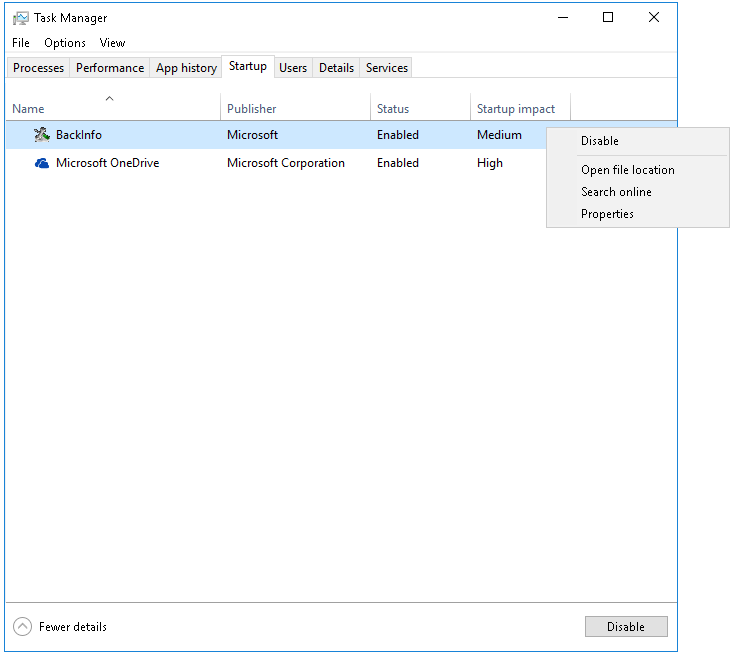 Task Manager
File Options View
Processes Performance App history Startup Users Details Services
Name Publisher Status Startup impact
BackInfo Microsoft Enabled Medium
Microsoft OneDrive Microsoft Corporation Enabled High
Disable
Open file location
Search online
Properties
Fewer details Disable